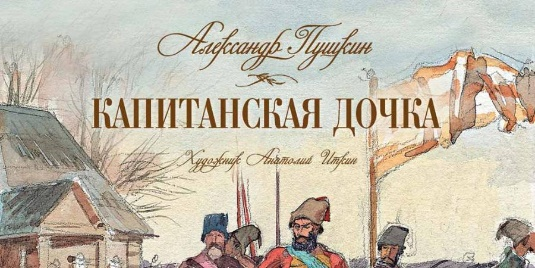 Александр Пушкин
КАПИТАНСКАЯ ДОЧКА
Художник Анатолий Иткин